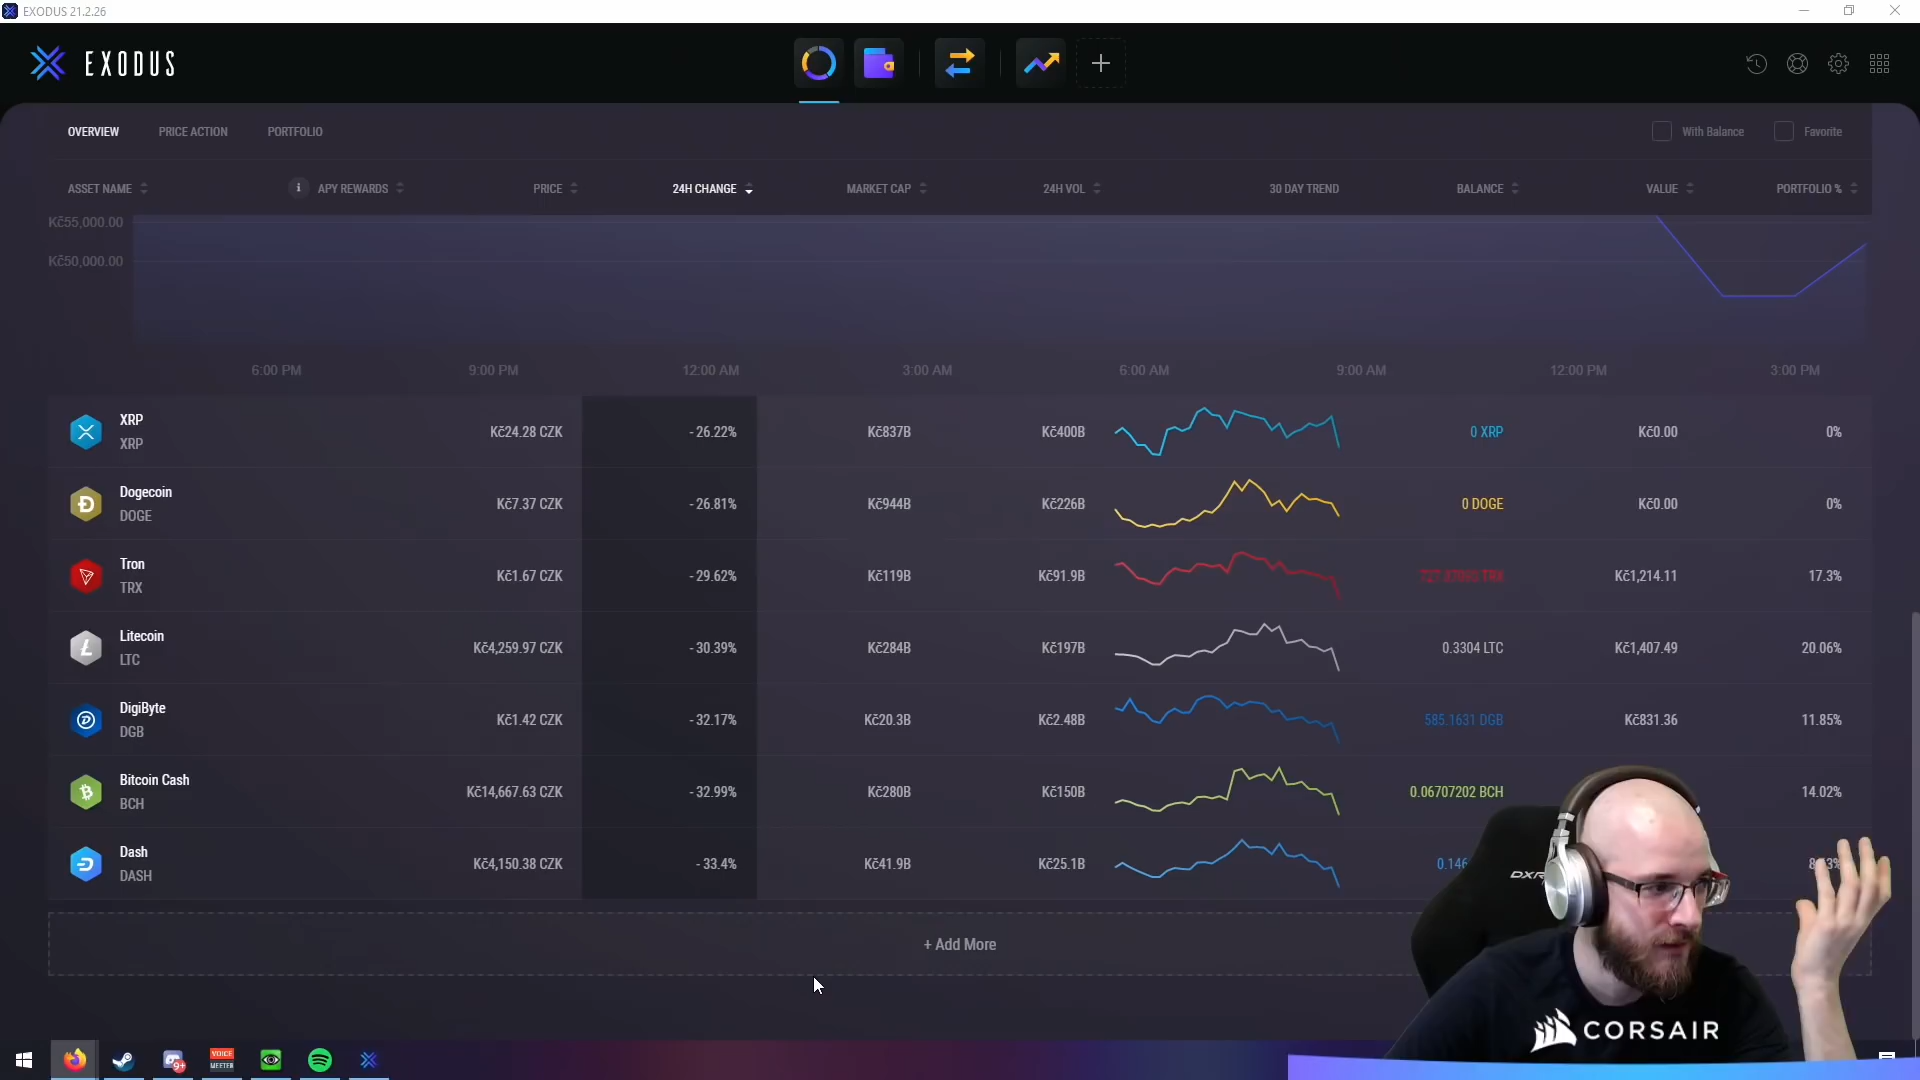 EXODUS 21.2.26
EXODUS
OVERVIEW PRICE ACTION PORTFOLIO With Balance Favorite
ASSET NAME i APY REWARDS PRICE 24H CHANGE MARKET CAP 24H VOL 30 DAY TREND BALANCE VALUE PORTFOLIO %
Kč55,000.00
Kč50,000.00
6:00 PM 9:00 PM 12:00 AM 3:00 AM 6:00 AM 9:00 AM 12:00 PM 3:00 PM
XRP
XRP
Kč24.28 CZK - 26.22% Kč837B Kč400B 0 XRP Kč0.00 0%
Dogecoin
DOGE
Kč7.37 CZK - 26.81% Kč944B Kč226B 0 DOGE Kč0.00 0%
Tron
TRX
Kč1.67 CZK - 29.62% Kč119B Kč91.9B TRX Kč1,214.11 17.3%
Litecoin
LTC
Kč4,259.97 CZK - 30.39% Kč284B Kč197B 0.3304 LTC Kč1,407.49 20.06%
DigiByte
DGB
Kč1.42 CZK - 32.17% Kč20.3B Kč2.48B 585.1631 DGB Kč831.36 11.85%
Bitcoin Cash
BCH
Kč14,667.63 CZK - 32.99% Kč280B Kč150B 0.06707202 BCH 14.02%
Dash
DASH
Kč4,150.38 CZK - 33.4% Kč41.9B Kč25.1B 0.146
+ Add More
CORSAIR
VOICE
MEETER
9+